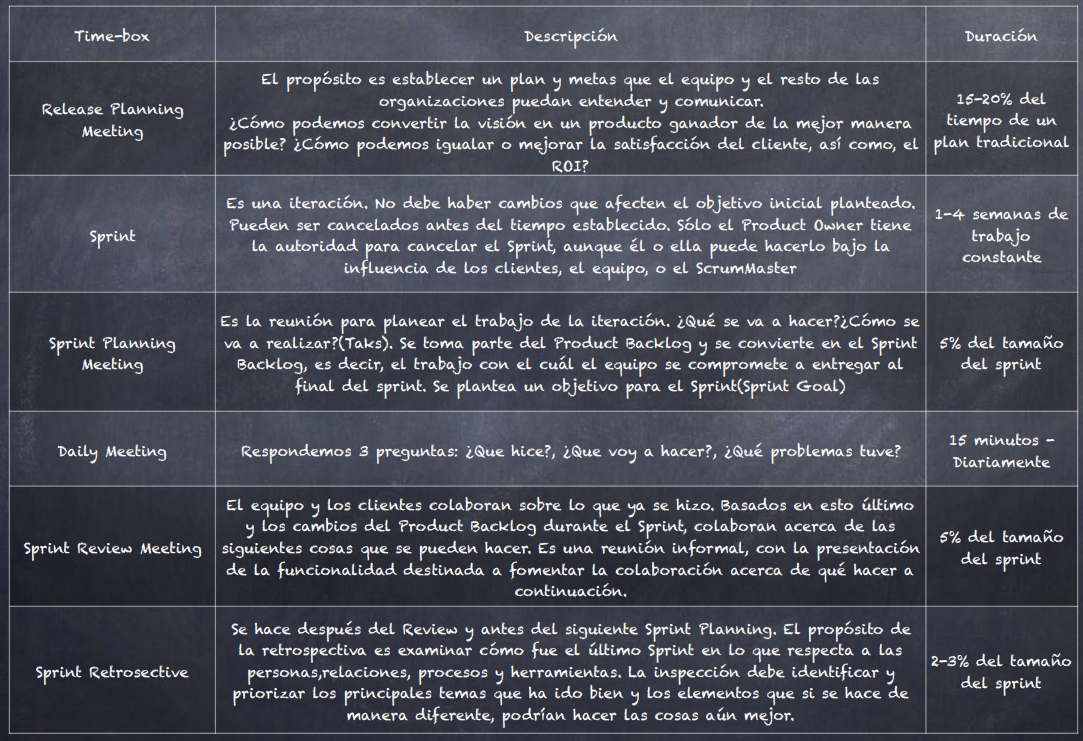 Time-box
Descripción
Duración
Release Planning
Meeting
El propósito es establecer un plan y metas que el equipo y el resto de las
organizaciones puedan entender y comunicar.
¿Cómo podemos convertir la visión en un producto ganador de la mejor manera
posible? ¿Cómo podemos igualar o mejorar la satisfacción del cliente, así como, el
ROI?
15-20% del
tiempo de un
plan tradicional
Sprint
Es una iteración. No debe haber cambios que afecten el objetivo inicial planteado.
Pueden ser cancelados antes del tiempo establecido. Sólo el Product Owner tiene
la autoridad para cancelar el Sprint, aunque él o ella puede hacerlo bajo la
influencia de los clientes, el equipo, o el ScrumMaster
1-4 semanas de
trabajo
constante
Sprint Planning
Meeting
Es la reunión para planear el trabajo de la iteración. ¿Qué se va a hacer?¿Cómo se
va a realizar?(Taks). Se toma parte del Product Backlog y se convierte en el Sprint
Backlog, es decir, el trabajo con el cuál el equipo se compromete a entregar al
final del sprint. Se plantea un objetivo para el Sprint(Sprint Goal)
5% del tamaño
del sprint
Daily Meeting
Respondemos 3 preguntas: ¿Que hice?, ¿Que voy a hacer?, ¿Qué problemas tuve?
15 minutos -
Diariamente
Sprint Review Meeting
El equipo y los clientes colaboran sobre lo que ya se hizo. Basados en esto último
y los cambios del Product Backlog durante el Sprint, colaboran acerca de las
siguientes cosas que se pueden hacer. Es una reunión informal, con la presentación
de la funcionalidad destinada a fomentar la colaboración acerca de qué hacer a
continuación.
5% del tamaño
del sprint
Sprint Retrosective
Se hace después del Review y antes del siguiente Sprint Planning. El propósito de
la retrospectiva es examinar cómo fue el último Sprint en lo que respecta a las
personas,relaciones, procesos y herramientas. La inspección debe identificar y
priorizar los principales temas que ha ido bien y los elementos que si se hace de
manera diferente, podrían hacer las cosas aún mejor.
2-3% del tamaño
del sprint